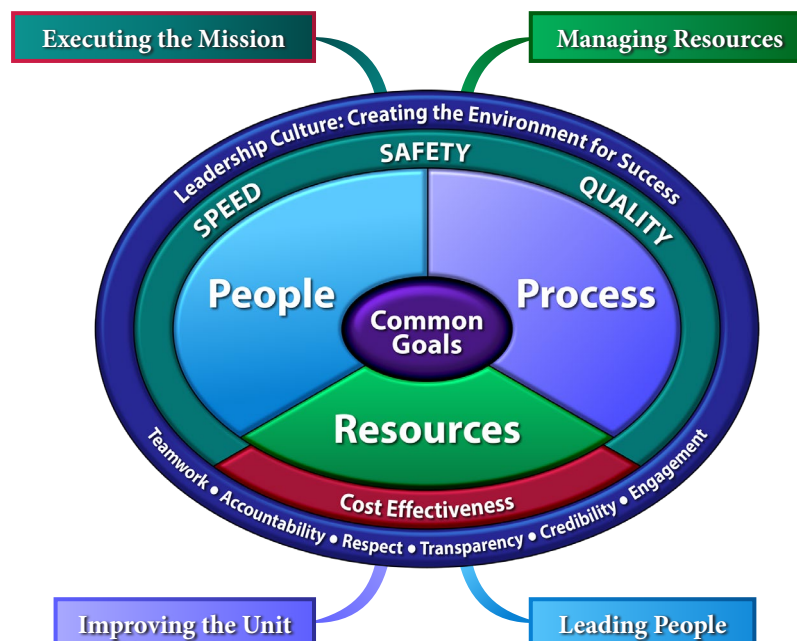 Executing the Mission
Managing Resources
Leadership Culture: Creating the Environment for Success
SAFETY
SPEED
QUALITY
People
Process
Common
Goals
Resources
Cost Effectiveness
Teamwork ● Accountability ● Respect ● Transparency ● Credibility ● Engagement
Improving the Unit
Leading People